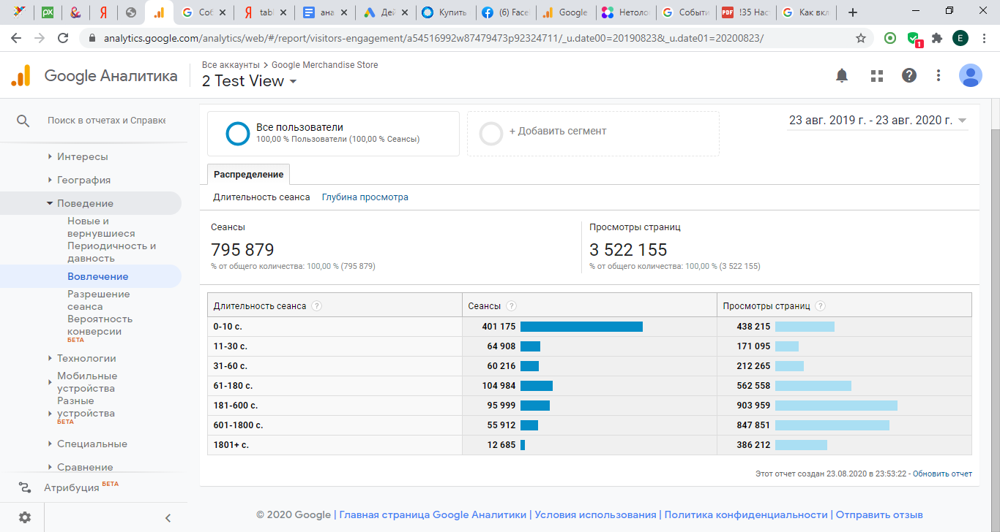 Соб
tabl
ана
Дей
Купить
(6) Face
Google
Нетоло
Событи
!35 Нас
Как вкл
analytics.google.com/analytics/web/#/report/visitors-engagement/a54516992w87479473p92324711/_u.date00=20190823&_u.date01=20200823/
E
1
Google Аналитика
Все аккаунты > Google Merchandise Store
2 Test View
Поиск в отчетах и Справке
Интересы
География
Поведение
Новые и
вернувшиеся
Периодичность и
давность
Вовлечение
Разрешение
сеанса
Вероятность
конверсии
БЕТА
Технологии
Мобильные
устройства
Разные
устройства
БЕТА
Специальные
Сравнение
Атрибуция БЕТА
Все пользователи
100,00 % Пользователи (100,00 % Сеансы)
+ Добавить сегмент
23 авг. 2019 г. - 23 авг. 2020 г.
Распределение
Длительность сеанса Глубина просмотра
Сеансы
795 879
% от общего количества: 100,00 % (795 879)
Просмотры страниц
3 522 155
% от общего количества: 100,00 % (3 522 155)
Длительность сеанса ? Сеансы ? Просмотры страниц ?
0-10 с. 401 175 438 215
11-30 с. 64 908 171 095
31-60 с. 60 216 212 265
61-180 с. 104 984 562 558
181-600 с. 95 999 903 959
601-1800 с. 55 912 847 851
1801+ с. 12 685 386 212
Этот отчет создан 23.08.2020 в 23:53:22 - Обновить отчет
© 2020 Google | Главная страница Google Аналитики | Условия использования | Политика конфиденциальности | Отправить отзыв